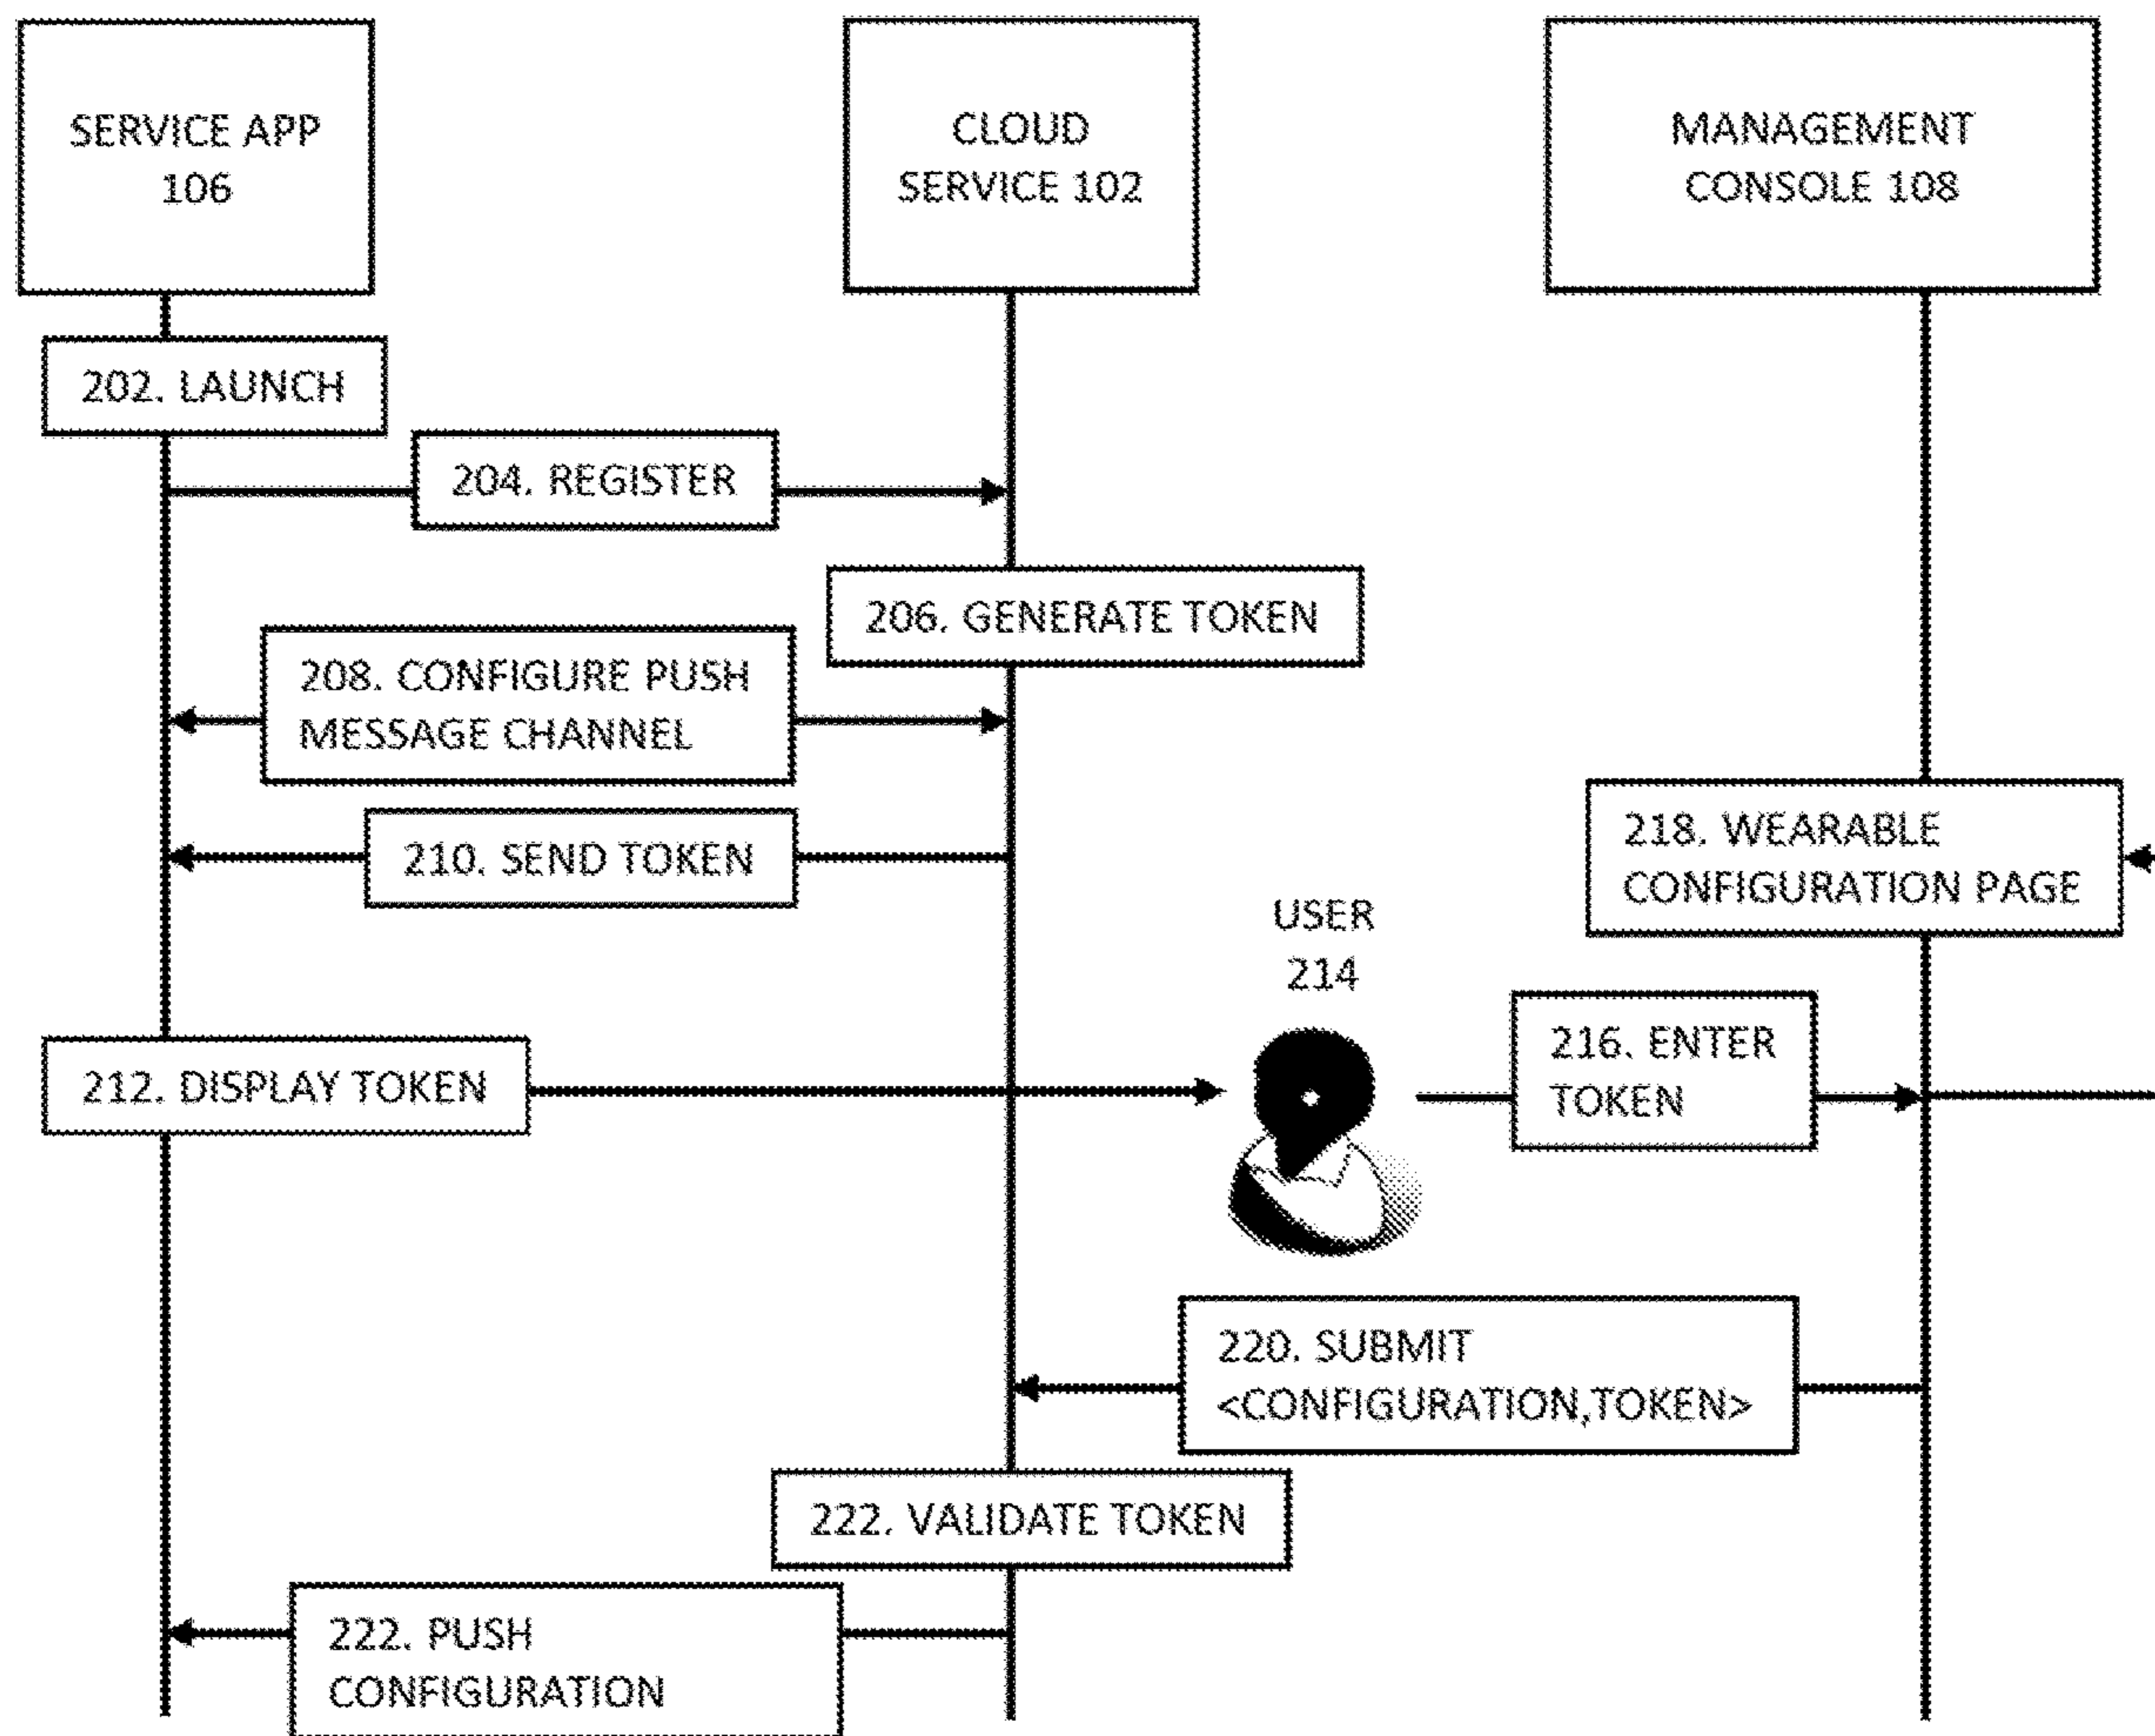 SERVICE APP
106
CLOUD
SERVICE 102
MANAGEMENT
CONSOLE 108
202. LAUNCH
204. REGISTER
206. GENERATE TOKEN
208. CONFIGURE PUSH
MESSAGE CHANNEL
210. SEND TOKEN
218. WEARABLE
CONFIGURATION PAGE
USER
214
212. DISPLAY TOKEN
216. ENTER
TOKEN
220. SUBMIT
<CONFIGURATION,TOKEN>
222. VALIDATE TOKEN
222. PUSH
CONFIGURATION